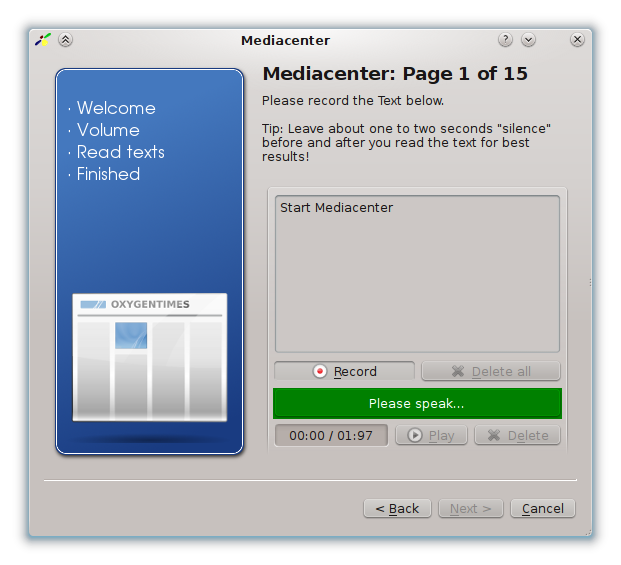 Mediacenter
Mediacenter: Page 1 of 15
· Welcome
· Volume
· Read texts
· Finished
OXYGENTIMES
Please record the Text below.
Tip: Leave about one to two seconds "silence"
before and after you read the text for best
results!
Start Mediacenter
Record
Delete all
Please speak...
00:00 / 01:97
Play
Delete
< Back
Next >
Cancel